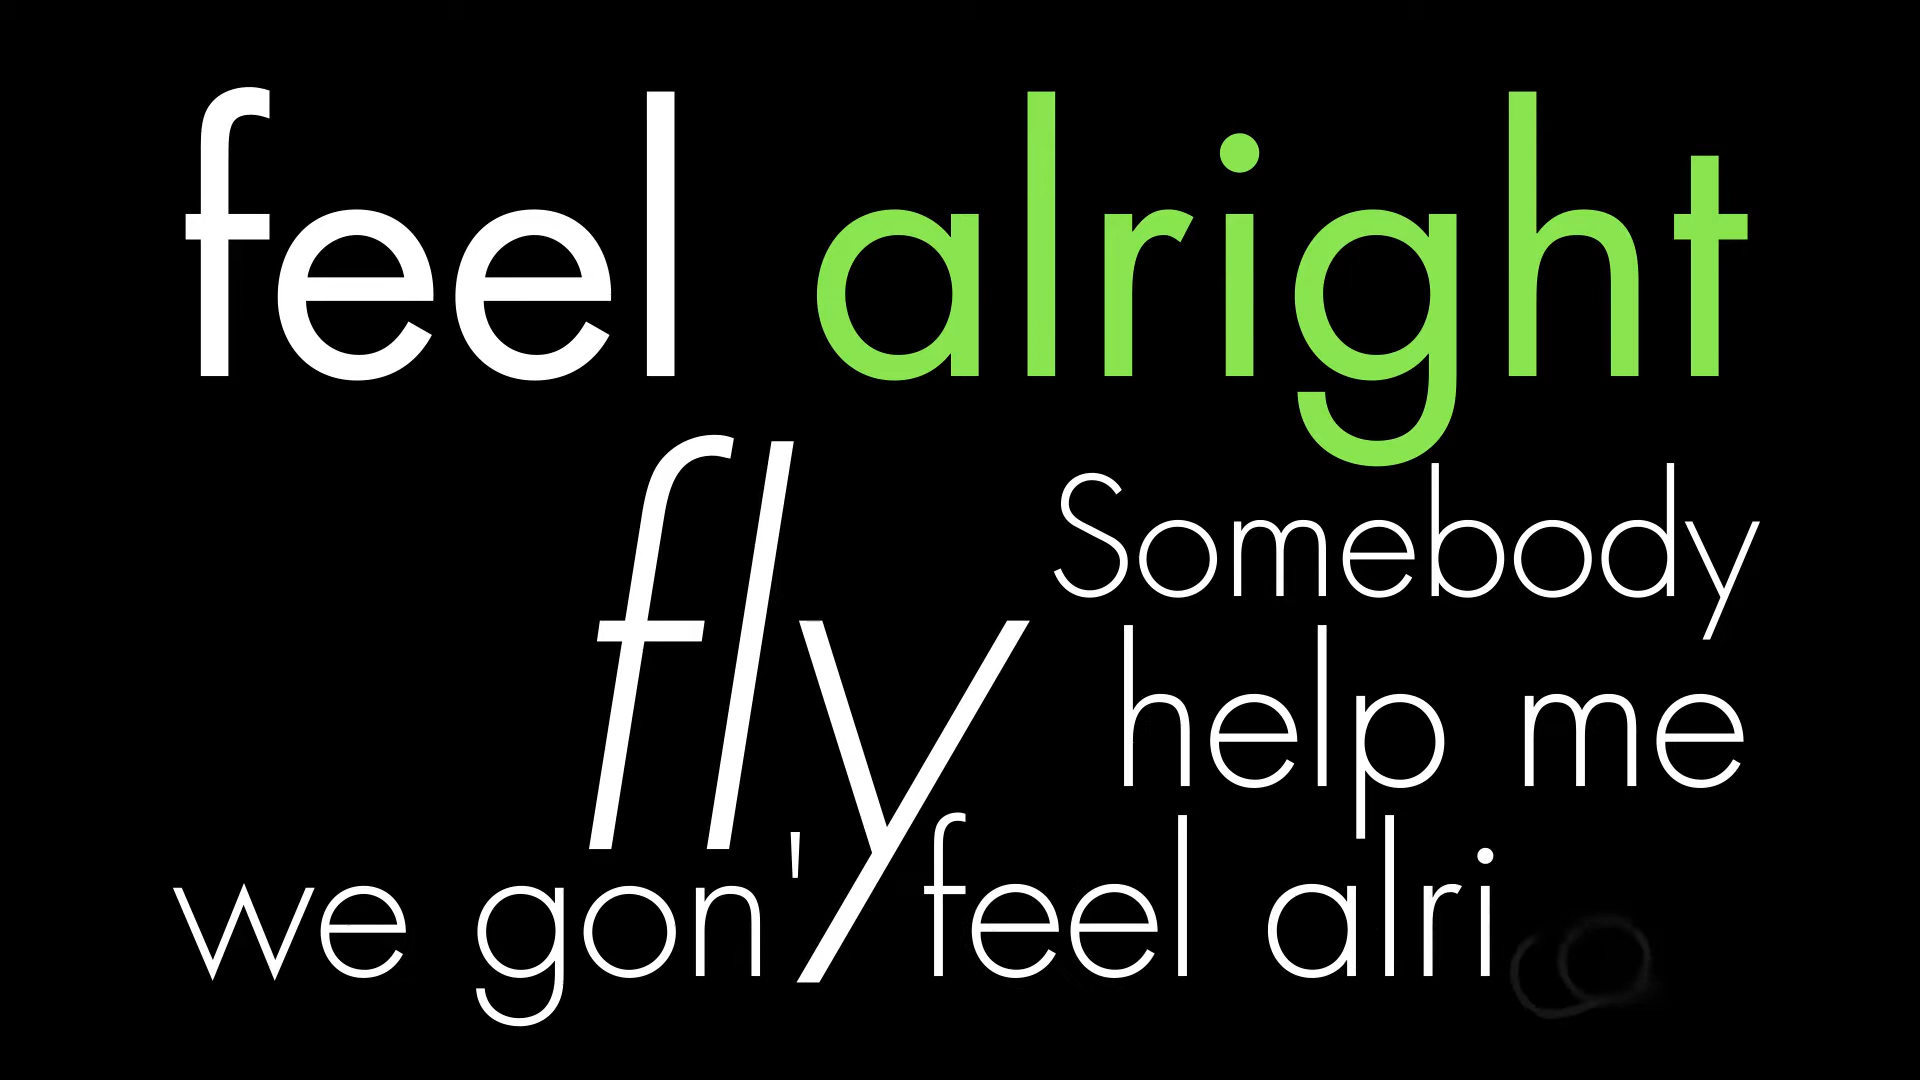 feel alright
fly
Somebody
help me
we gon' feel alri